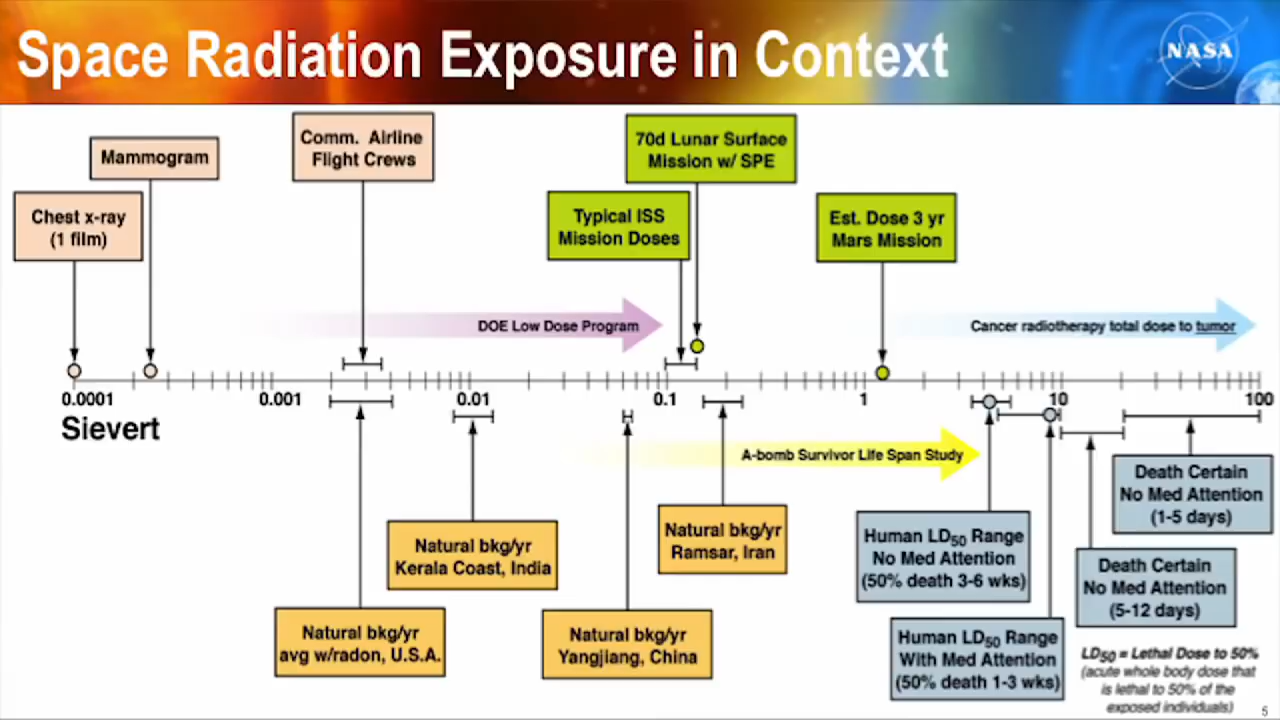 Space Radiation Exposure in Context
NASA
Mammogram
Comm. Airline
Flight Crews
70d Lunar Surface
Mission w/ SPE
Chest x-ray
(1 film)
Typical ISS
Mission Doses
Est. Dose 3 yr
Mars Mission
DOE Low Dose Program
Cancer radiotherapy total dose to tumor
0.0001
0.001
0.01
0.1
1
10
100
Sievert
A-bomb Survivor Life Span Study
Natural bkg/yr
Kerala Coast, India
Natural bkg/yr
Ramsar, Iran
Natural bkg/yr
avg w/radon, U.S.A.
Natural bkg/yr
Yangjiang, China
Human LD50 Range
No Med Attention
(50% death 3-6 wks)
Death Certain
No Med Attention
(1-5 days)
Death Certain
No Med Attention
(5-12 days)
Human LD50 Range
With Med Attention
(50% death 1-3 wks)
LD50 = Lethal Dose to 50%
(acute whole body dose that
is lethal to 50% of the
exposed individuals)
5